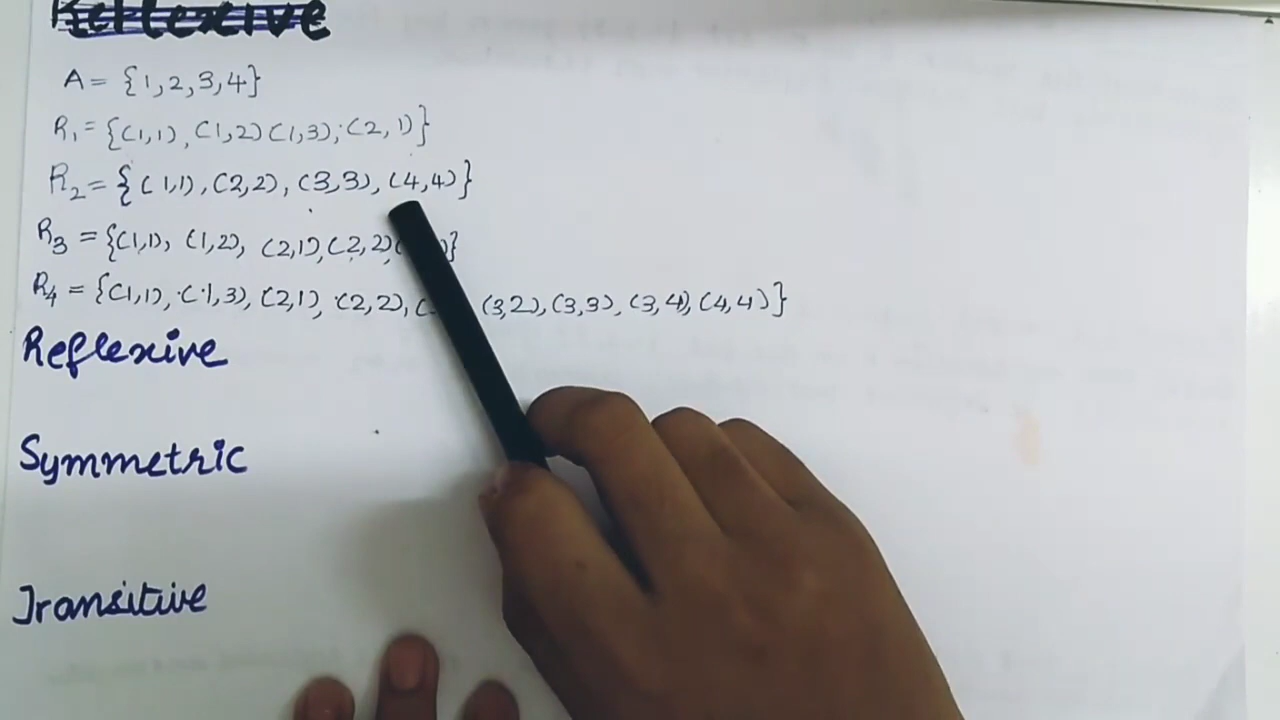 Reflexive
A = {1,2,3,4}
R1 = {(1,1), (1,2) (1,3), (2,1)}
R2 = {(1,1), (2,2), (3,3), (4,4)}
R3 = {(1,1), (1,2), (2,1), (2,2), ( )}
R4 = {(1,1), (1,3), (2,1), (2,2), ( (3,2), (3,3), (3,4), (4,4)}
Reflexive
Symmetric
Transitive